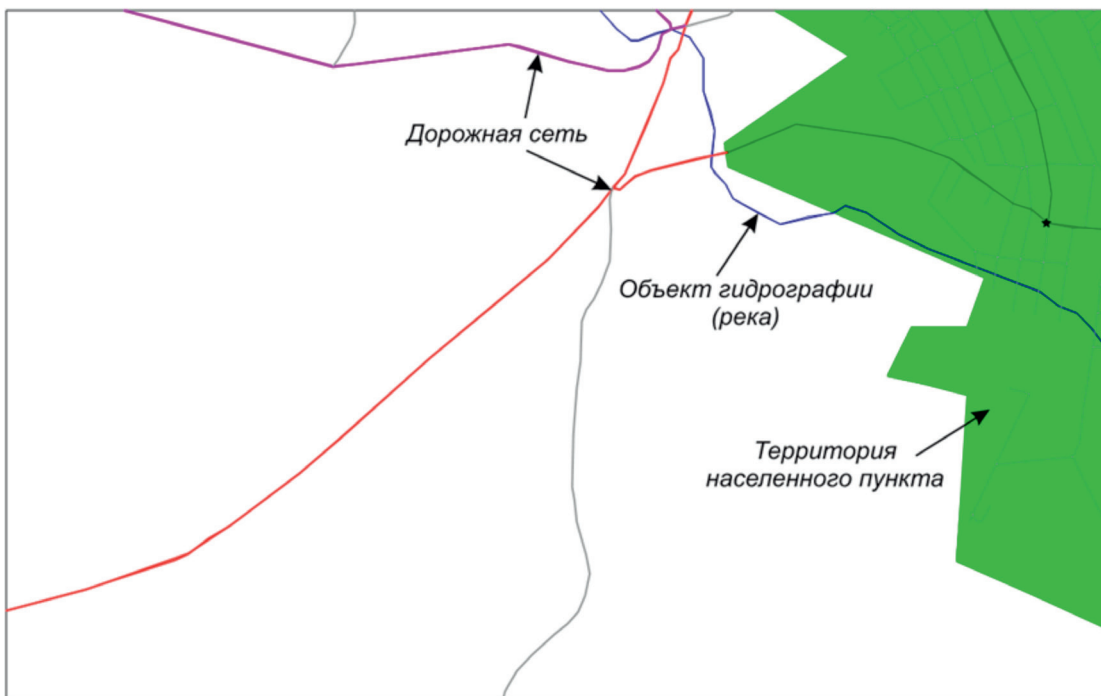 Дорожная сеть
Объект гидрографии
(река)
Территория
населенного пункта